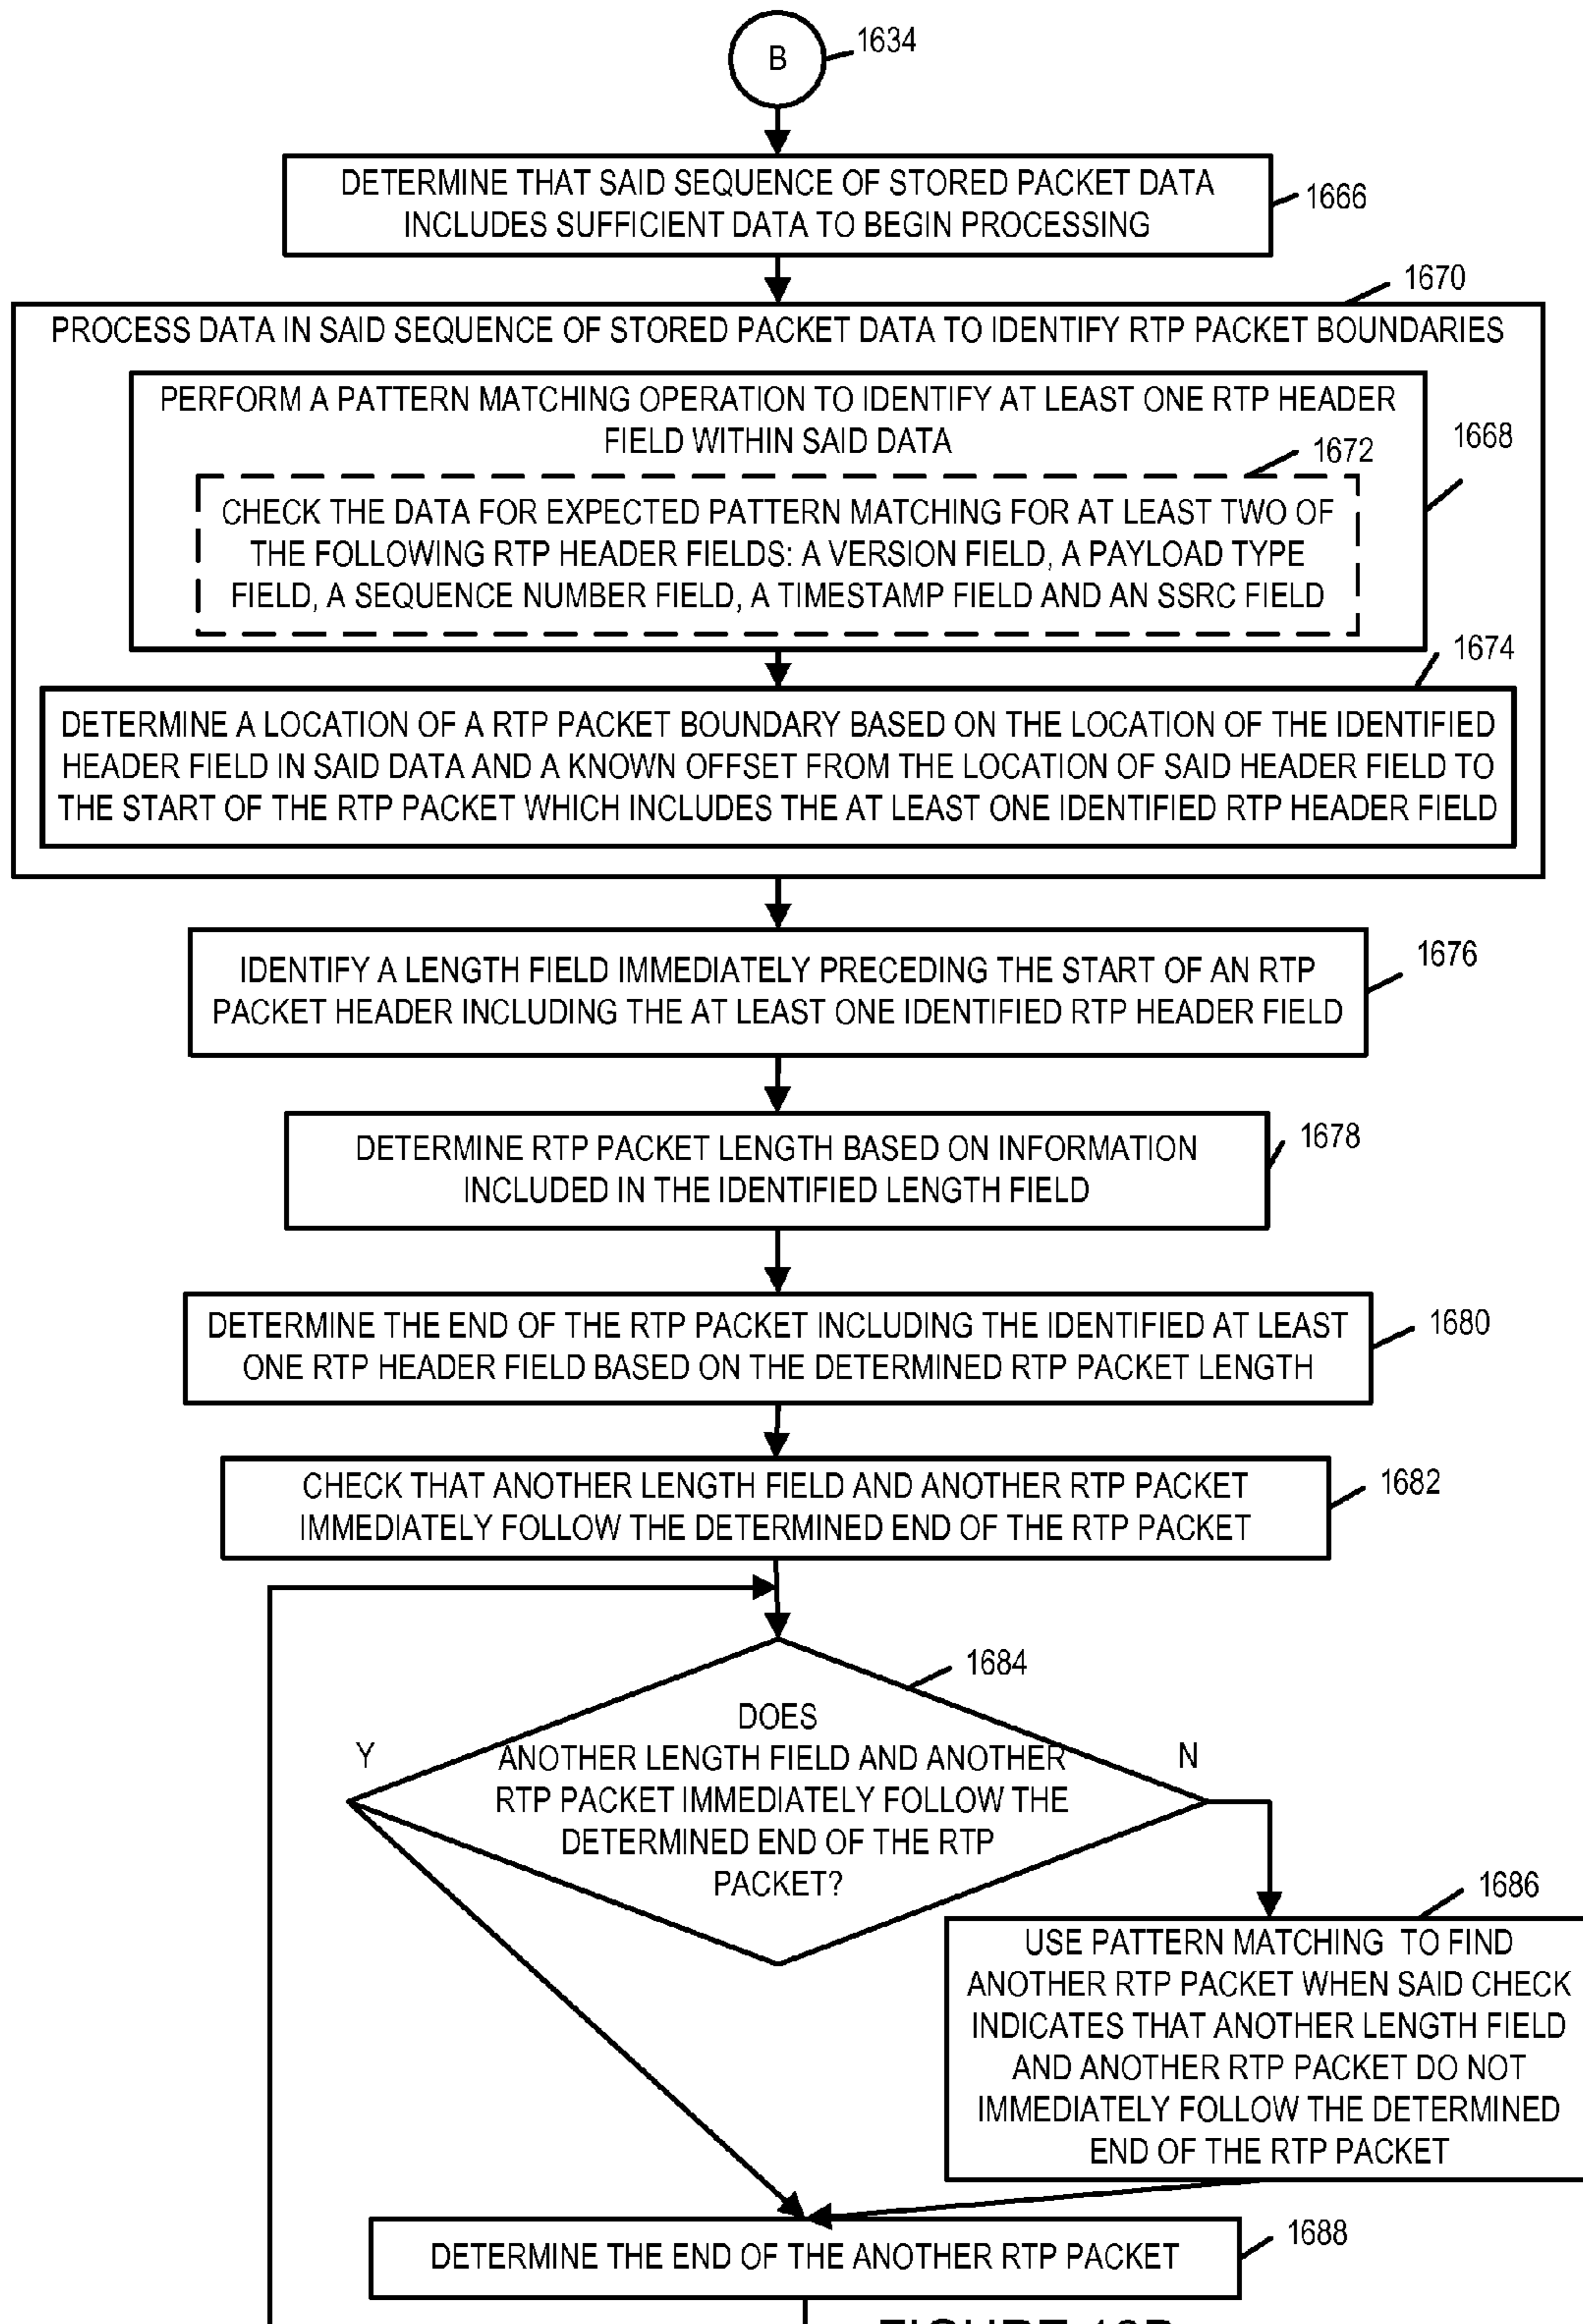 B
1634
DETERMINE THAT SAID SEQUENCE OF STORED PACKET DATA
INCLUDES SUFFICIENT DATA TO BEGIN PROCESSING
1666
1670
PROCESS DATA IN SAID SEQUENCE OF STORED PACKET DATA TO IDENTIFY RTP PACKET BOUNDARIES
PERFORM A PATTERN MATCHING OPERATION TO IDENTIFY AT LEAST ONE RTP HEADER
FIELD WITHIN SAID DATA
1668
1672
CHECK THE DATA FOR EXPECTED PATTERN MATCHING FOR AT LEAST TWO OF
THE FOLLOWING RTP HEADER FIELDS: A VERSION FIELD, A PAYLOAD TYPE
FIELD, A SEQUENCE NUMBER FIELD, A TIMESTAMP FIELD AND AN SSRC FIELD
1674
DETERMINE A LOCATION OF A RTP PACKET BOUNDARY BASED ON THE LOCATION OF THE IDENTIFIED
HEADER FIELD IN SAID DATA AND A KNOWN OFFSET FROM THE LOCATION OF SAID HEADER FIELD TO
THE START OF THE RTP PACKET WHICH INCLUDES THE AT LEAST ONE IDENTIFIED RTP HEADER FIELD
1676
IDENTIFY A LENGTH FIELD IMMEDIATELY PRECEDING THE START OF AN RTP
PACKET HEADER INCLUDING THE AT LEAST ONE IDENTIFIED RTP HEADER FIELD
1678
DETERMINE RTP PACKET LENGTH BASED ON INFORMATION
INCLUDED IN THE IDENTIFIED LENGTH FIELD
1680
DETERMINE THE END OF THE RTP PACKET INCLUDING THE IDENTIFIED AT LEAST
ONE RTP HEADER FIELD BASED ON THE DETERMINED RTP PACKET LENGTH
1682
CHECK THAT ANOTHER LENGTH FIELD AND ANOTHER RTP PACKET
IMMEDIATELY FOLLOW THE DETERMINED END OF THE RTP PACKET
1684
DOES
ANOTHER LENGTH FIELD AND ANOTHER
RTP PACKET IMMEDIATELY FOLLOW THE
DETERMINED END OF THE RTP
PACKET?
Y
N
1686
USE PATTERN MATCHING TO FIND
ANOTHER RTP PACKET WHEN SAID CHECK
INDICATES THAT ANOTHER LENGTH FIELD
AND ANOTHER RTP PACKET DO NOT
IMMEDIATELY FOLLOW THE DETERMINED
END OF THE RTP PACKET
1688
DETERMINE THE END OF THE ANOTHER RTP PACKET